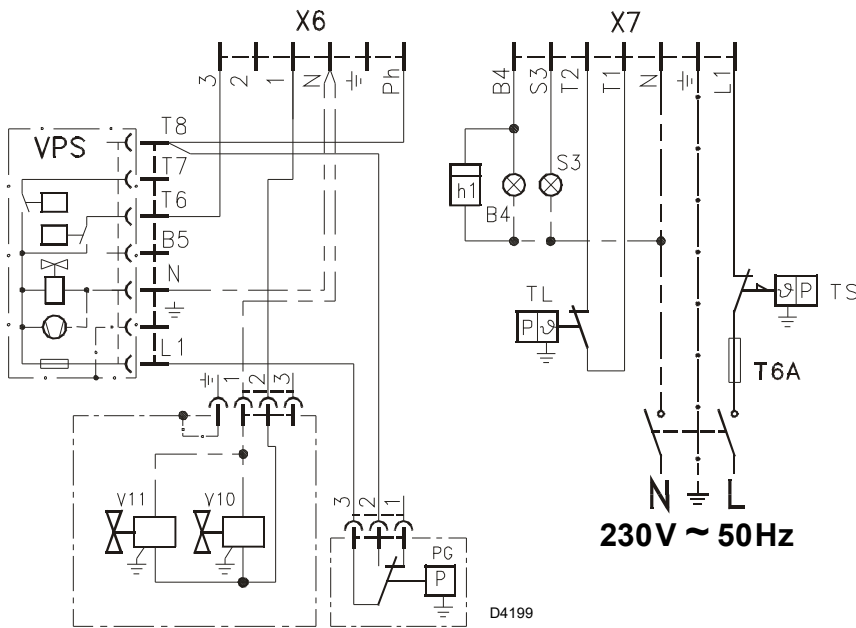 X6
X7
3
2
1
N
Ph
B4
S3
T2
T1
N
L1
VPS
T8
T7
T6
B5
N
L1
h1
B4
S3
TL
P ϑ
ϑ P
TS
T6A
1
2
3
V11
V10
3
2
1
PG
P
N
L
230V ~ 50Hz
D4199